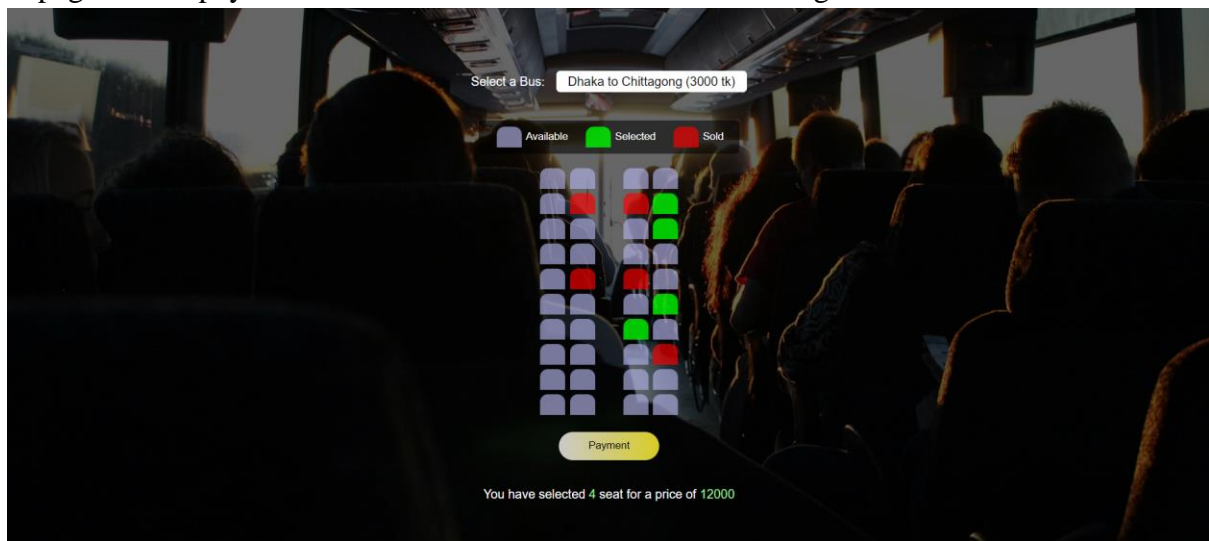 Select a Bus: Dhaka to Chittagong (3000 tk)
Available Selected Sold
Payment
You have selected 4 seat for a price of 12000